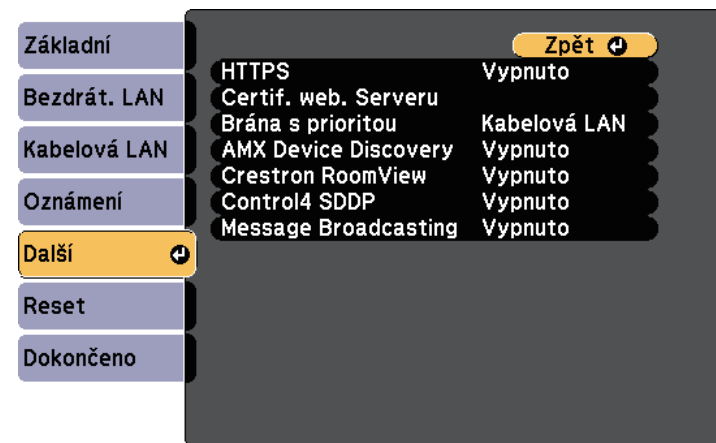 Základní
Bezdrát. LAN
Kabelová LAN
Oznámení
Další
Reset
Dokončeno
Zpět
HTTPS Vypnuto
Certif. web. Serveru
Brána s prioritou Kabelová LAN
AMX Device Discovery Vypnuto
Crestron RoomView Vypnuto
Control4 SDDP Vypnuto
Message Broadcasting Vypnuto